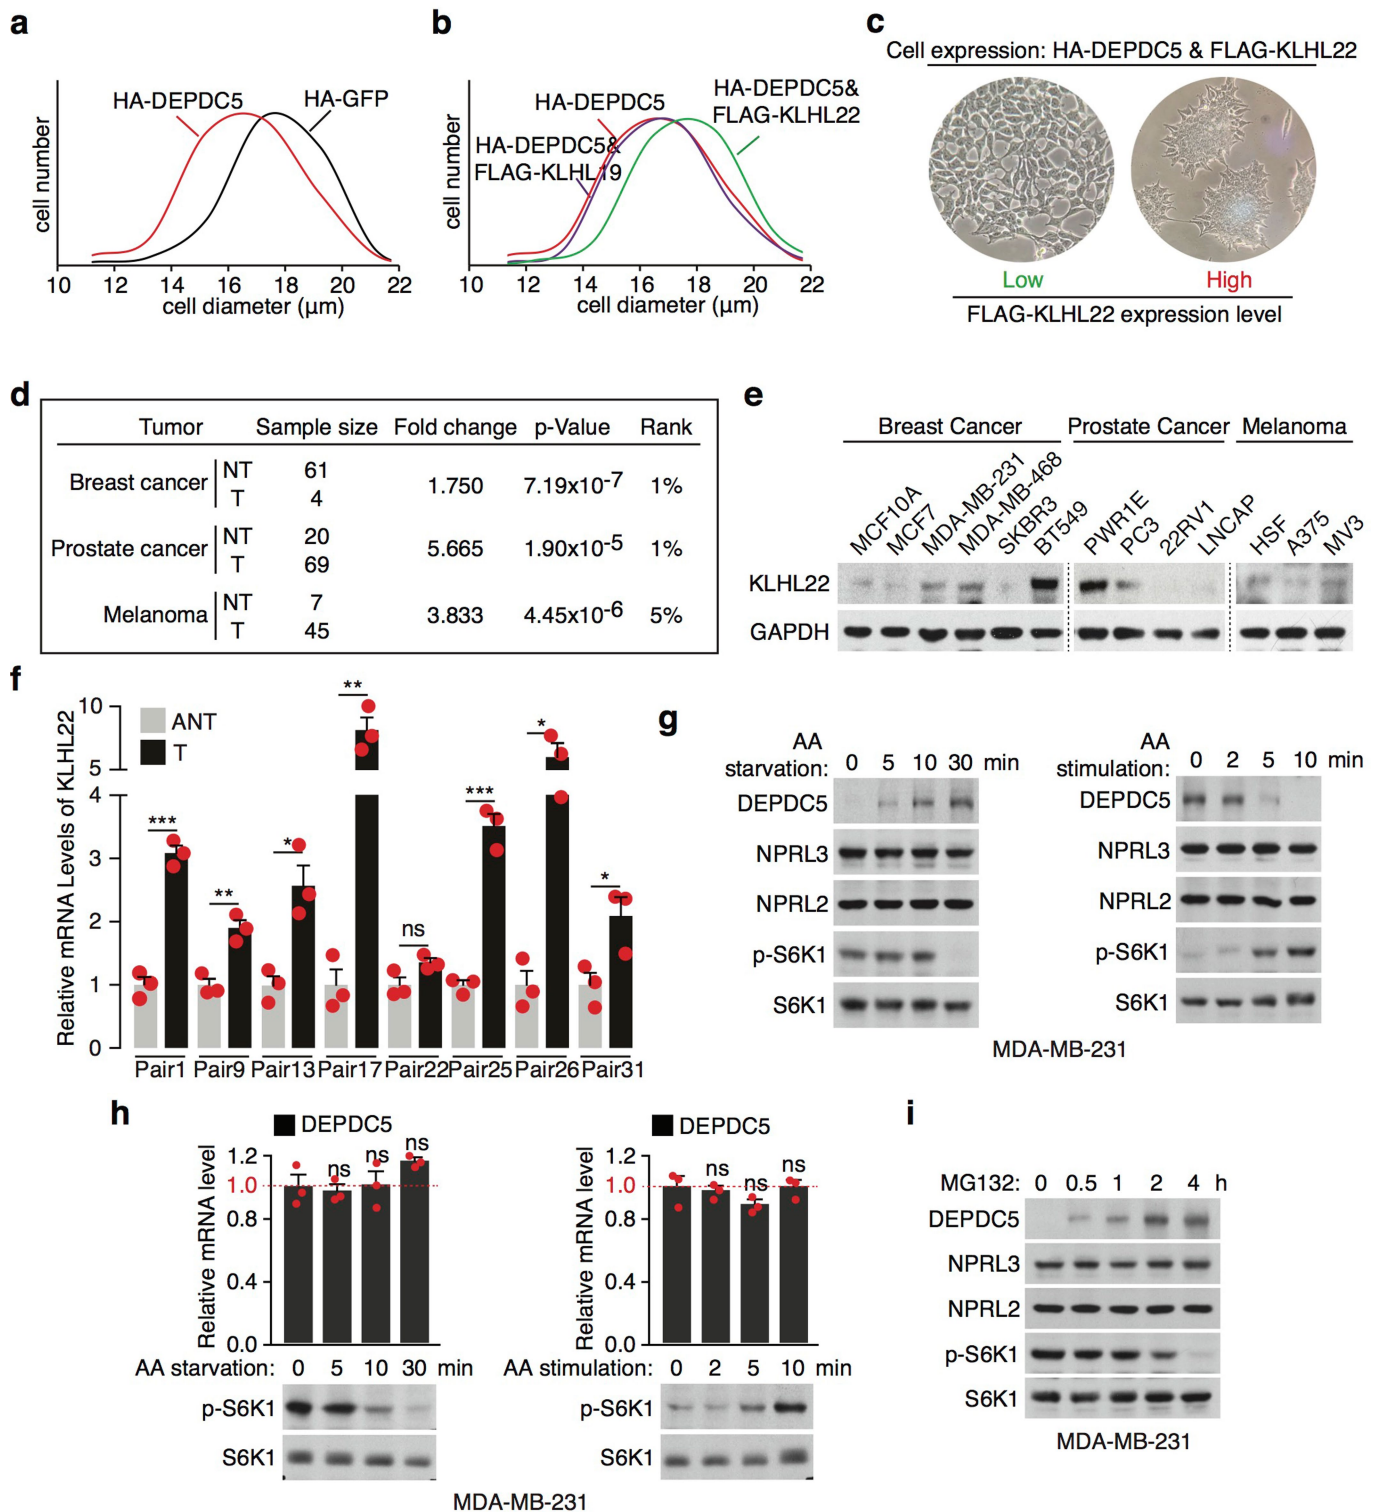 a
HA-DEPDC5
HA-GFP
cell number
10 12 14 16 18 20 22
cell diameter (µm)
b
HA-DEPDC5&
FLAG-KLHL22
HA-DEPDC5
HA-DEPDC5&
FLAG-KLHL19
cell number
10 12 14 16 18 20 22
cell diameter (µm)
c
Cell expression: HA-DEPDC5 & FLAG-KLHL22
Low High
FLAG-KLHL22 expression level
d
Tumor Sample size Fold change p-Value Rank
Breast cancer NT 61 1.750 7.19x10-7 1%
T 4
Prostate cancer NT 20 5.665 1.90x10-5 1%
T 69
Melanoma NT 7 3.833 4.45x10-6 5%
T 45
e
Breast Cancer Prostate Cancer Melanoma
MCF10A MCF7 MDA-MB-231 MDA-MB-468 SKBR3 BT549 PWR1E PC3 22RV1 LNCAP HSF A375 MV3
KLHL22
GAPDH
f
Relative mRNA Levels of KLHL22
10
5
4
3
2
1
0
ANT
T
*** ** * ** ns *** * *
Pair1 Pair9 Pair13 Pair17 Pair22 Pair25 Pair26 Pair31
g
AA
starvation: 0 5 10 30 min
DEPDC5
NPRL3
NPRL2
p-S6K1
S6K1
AA
stimulation: 0 2 5 10 min
DEPDC5
NPRL3
NPRL2
p-S6K1
S6K1
MDA-MB-231
h
DEPDC5
Relative mRNA level
1.2
1.0
0.8
0.4
0.0
ns ns ns
AA starvation: 0 5 10 30 min
p-S6K1
S6K1
DEPDC5
Relative mRNA level
1.2
1.0
0.8
0.4
0.0
ns ns ns
AA stimulation: 0 2 5 10 min
p-S6K1
S6K1
MDA-MB-231
i
MG132: 0 0.5 1 2 4 h
DEPDC5
NPRL3
NPRL2
p-S6K1
S6K1
MDA-MB-231